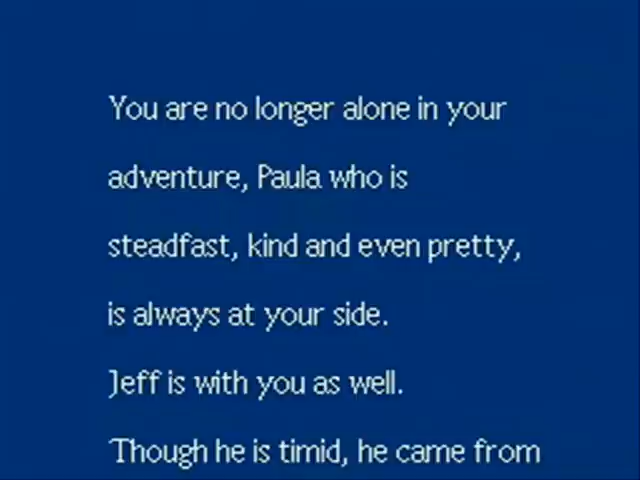 You are no longer alone in your
adventure, Paula who is
steadfast, kind and even pretty,
is always at your side.
Jeff is with you as well.
Though he is timid, he came from